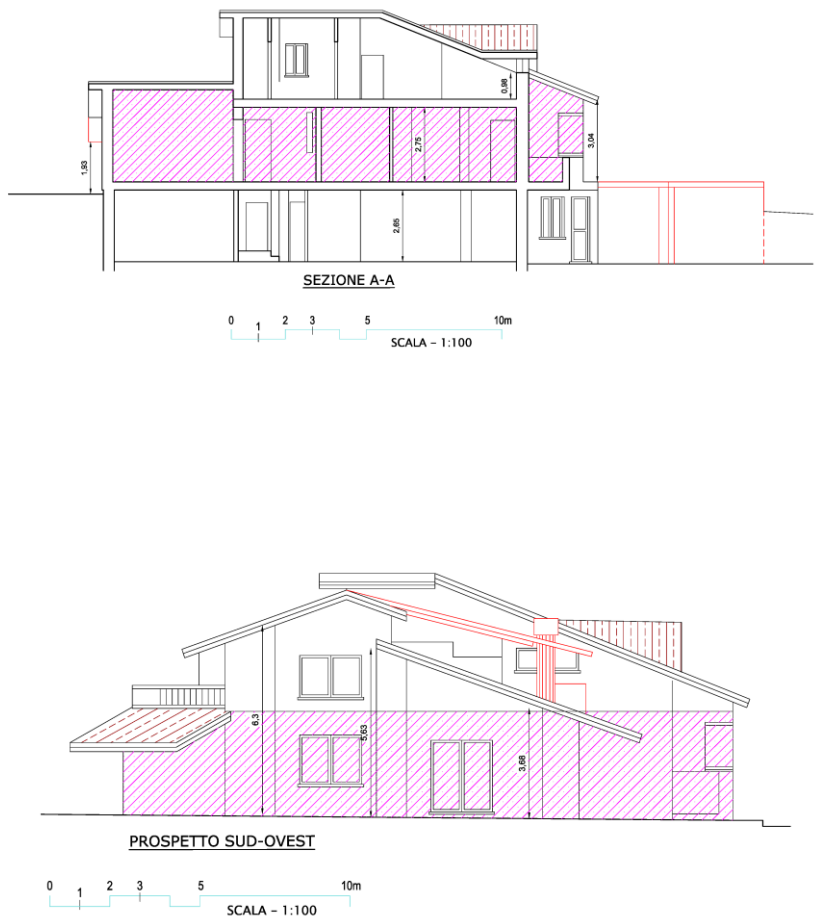 0,98
2,75
3,04
1,93
2,65
SEZIONE A-A
0 1 2 3 5 10m
SCALA - 1:100
6,3
5,63
3,68
PROSPETTO SUD-OVEST
0 1 2 3 5 10m
SCALA - 1:100